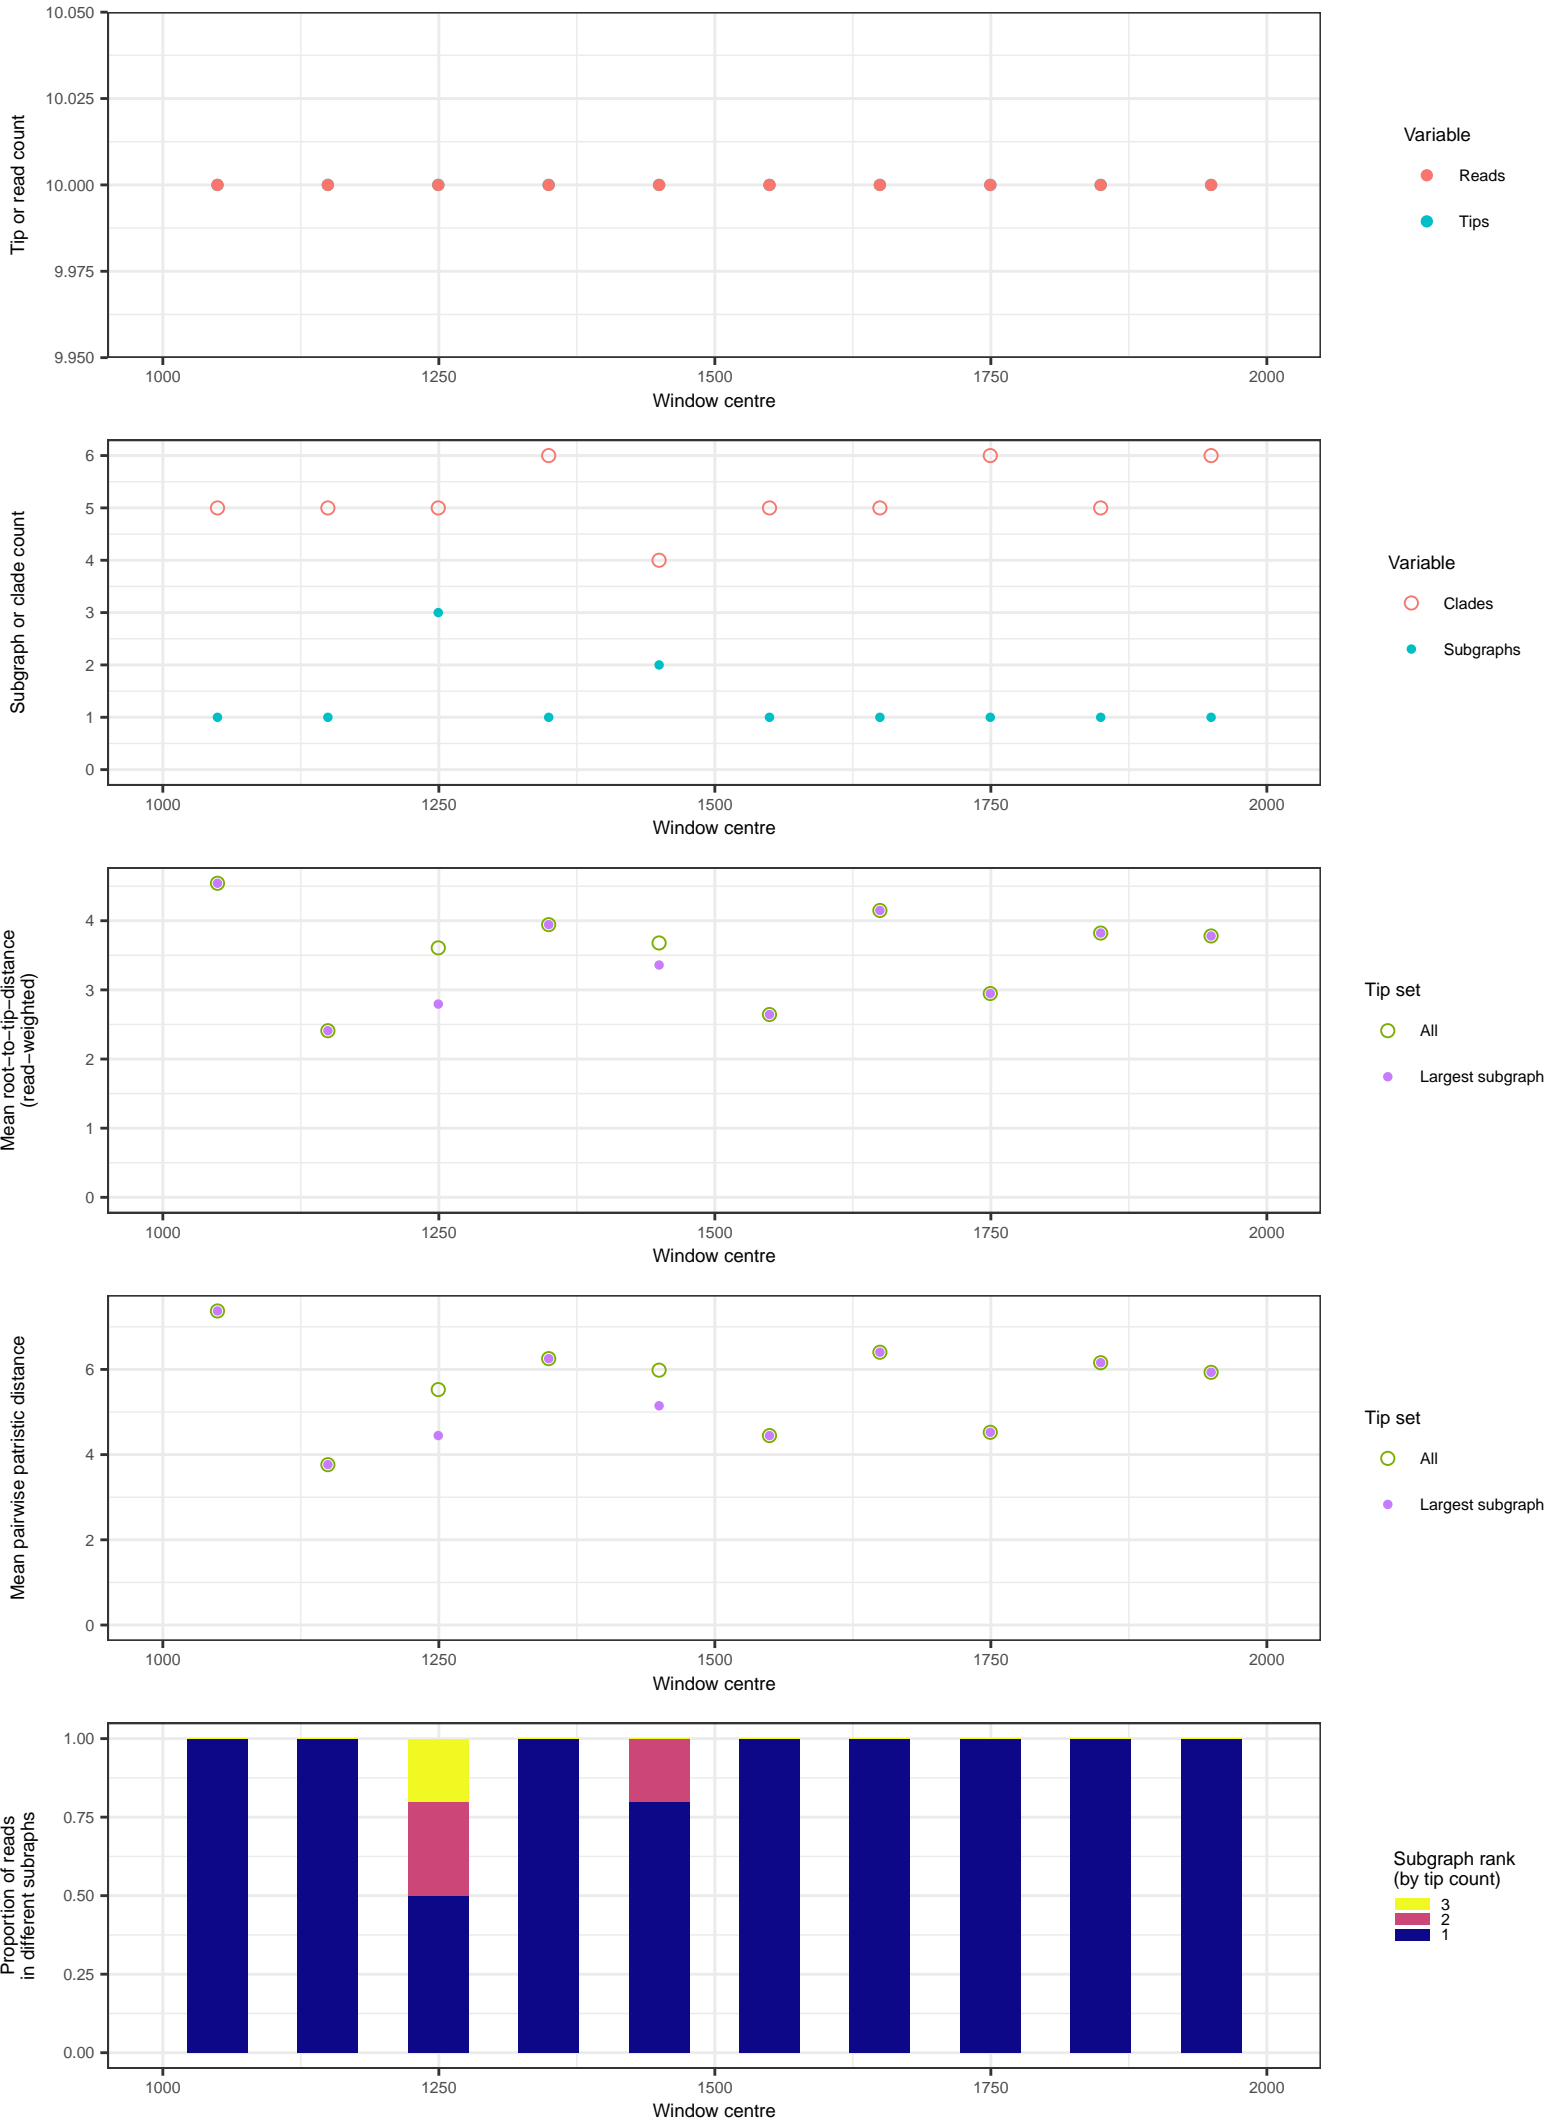 10.050
10.025
10.000
9.975
9.950
Tip or read count
1000 1250 1500 1750 2000
Window centre
Variable
Reads
Tips
6
5
4
3
2
1
0
Subgraph or clade count
1000 1250 1500 1750 2000
Window centre
Variable
Clades
Subgraphs
4
3
2
1
0
Mean root−to−tip−distance
(read−weighted)
1000 1250 1500 1750 2000
Window centre
Tip set
All
Largest subgraph
6
4
2
0
Mean pairwise patristic distance
1000 1250 1500 1750 2000
Window centre
Tip set
All
Largest subgraph
1.00
0.75
0.50
0.25
0.00
Proportion of reads
in different subraphs
1000 1250 1500 1750 2000
Window centre
Subgraph rank
(by tip count)
3
2
1